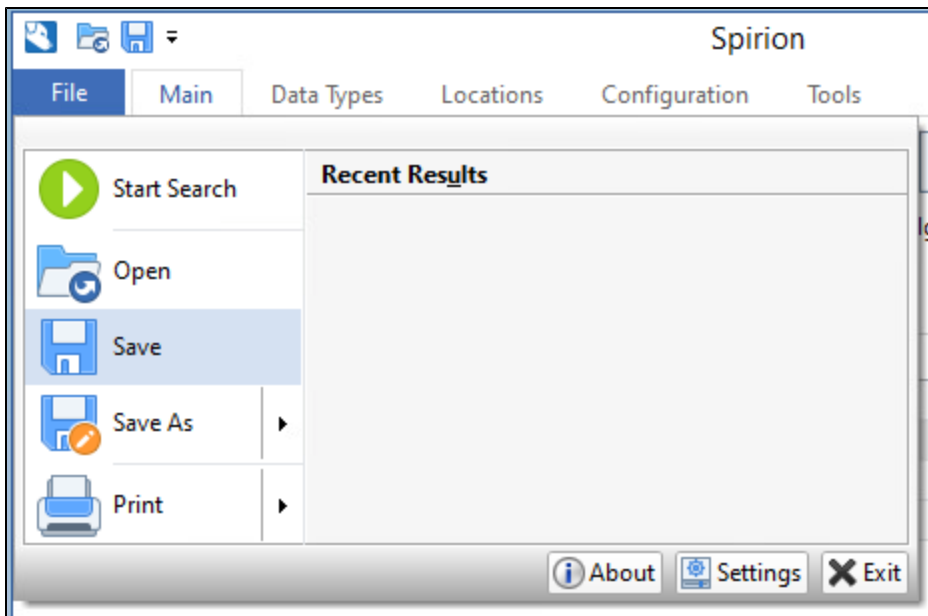 Spirion
File Main Data Types Locations Configuration Tools
Start Search
Recent Results
Open
Save
Save As
Print
About Settings Exit